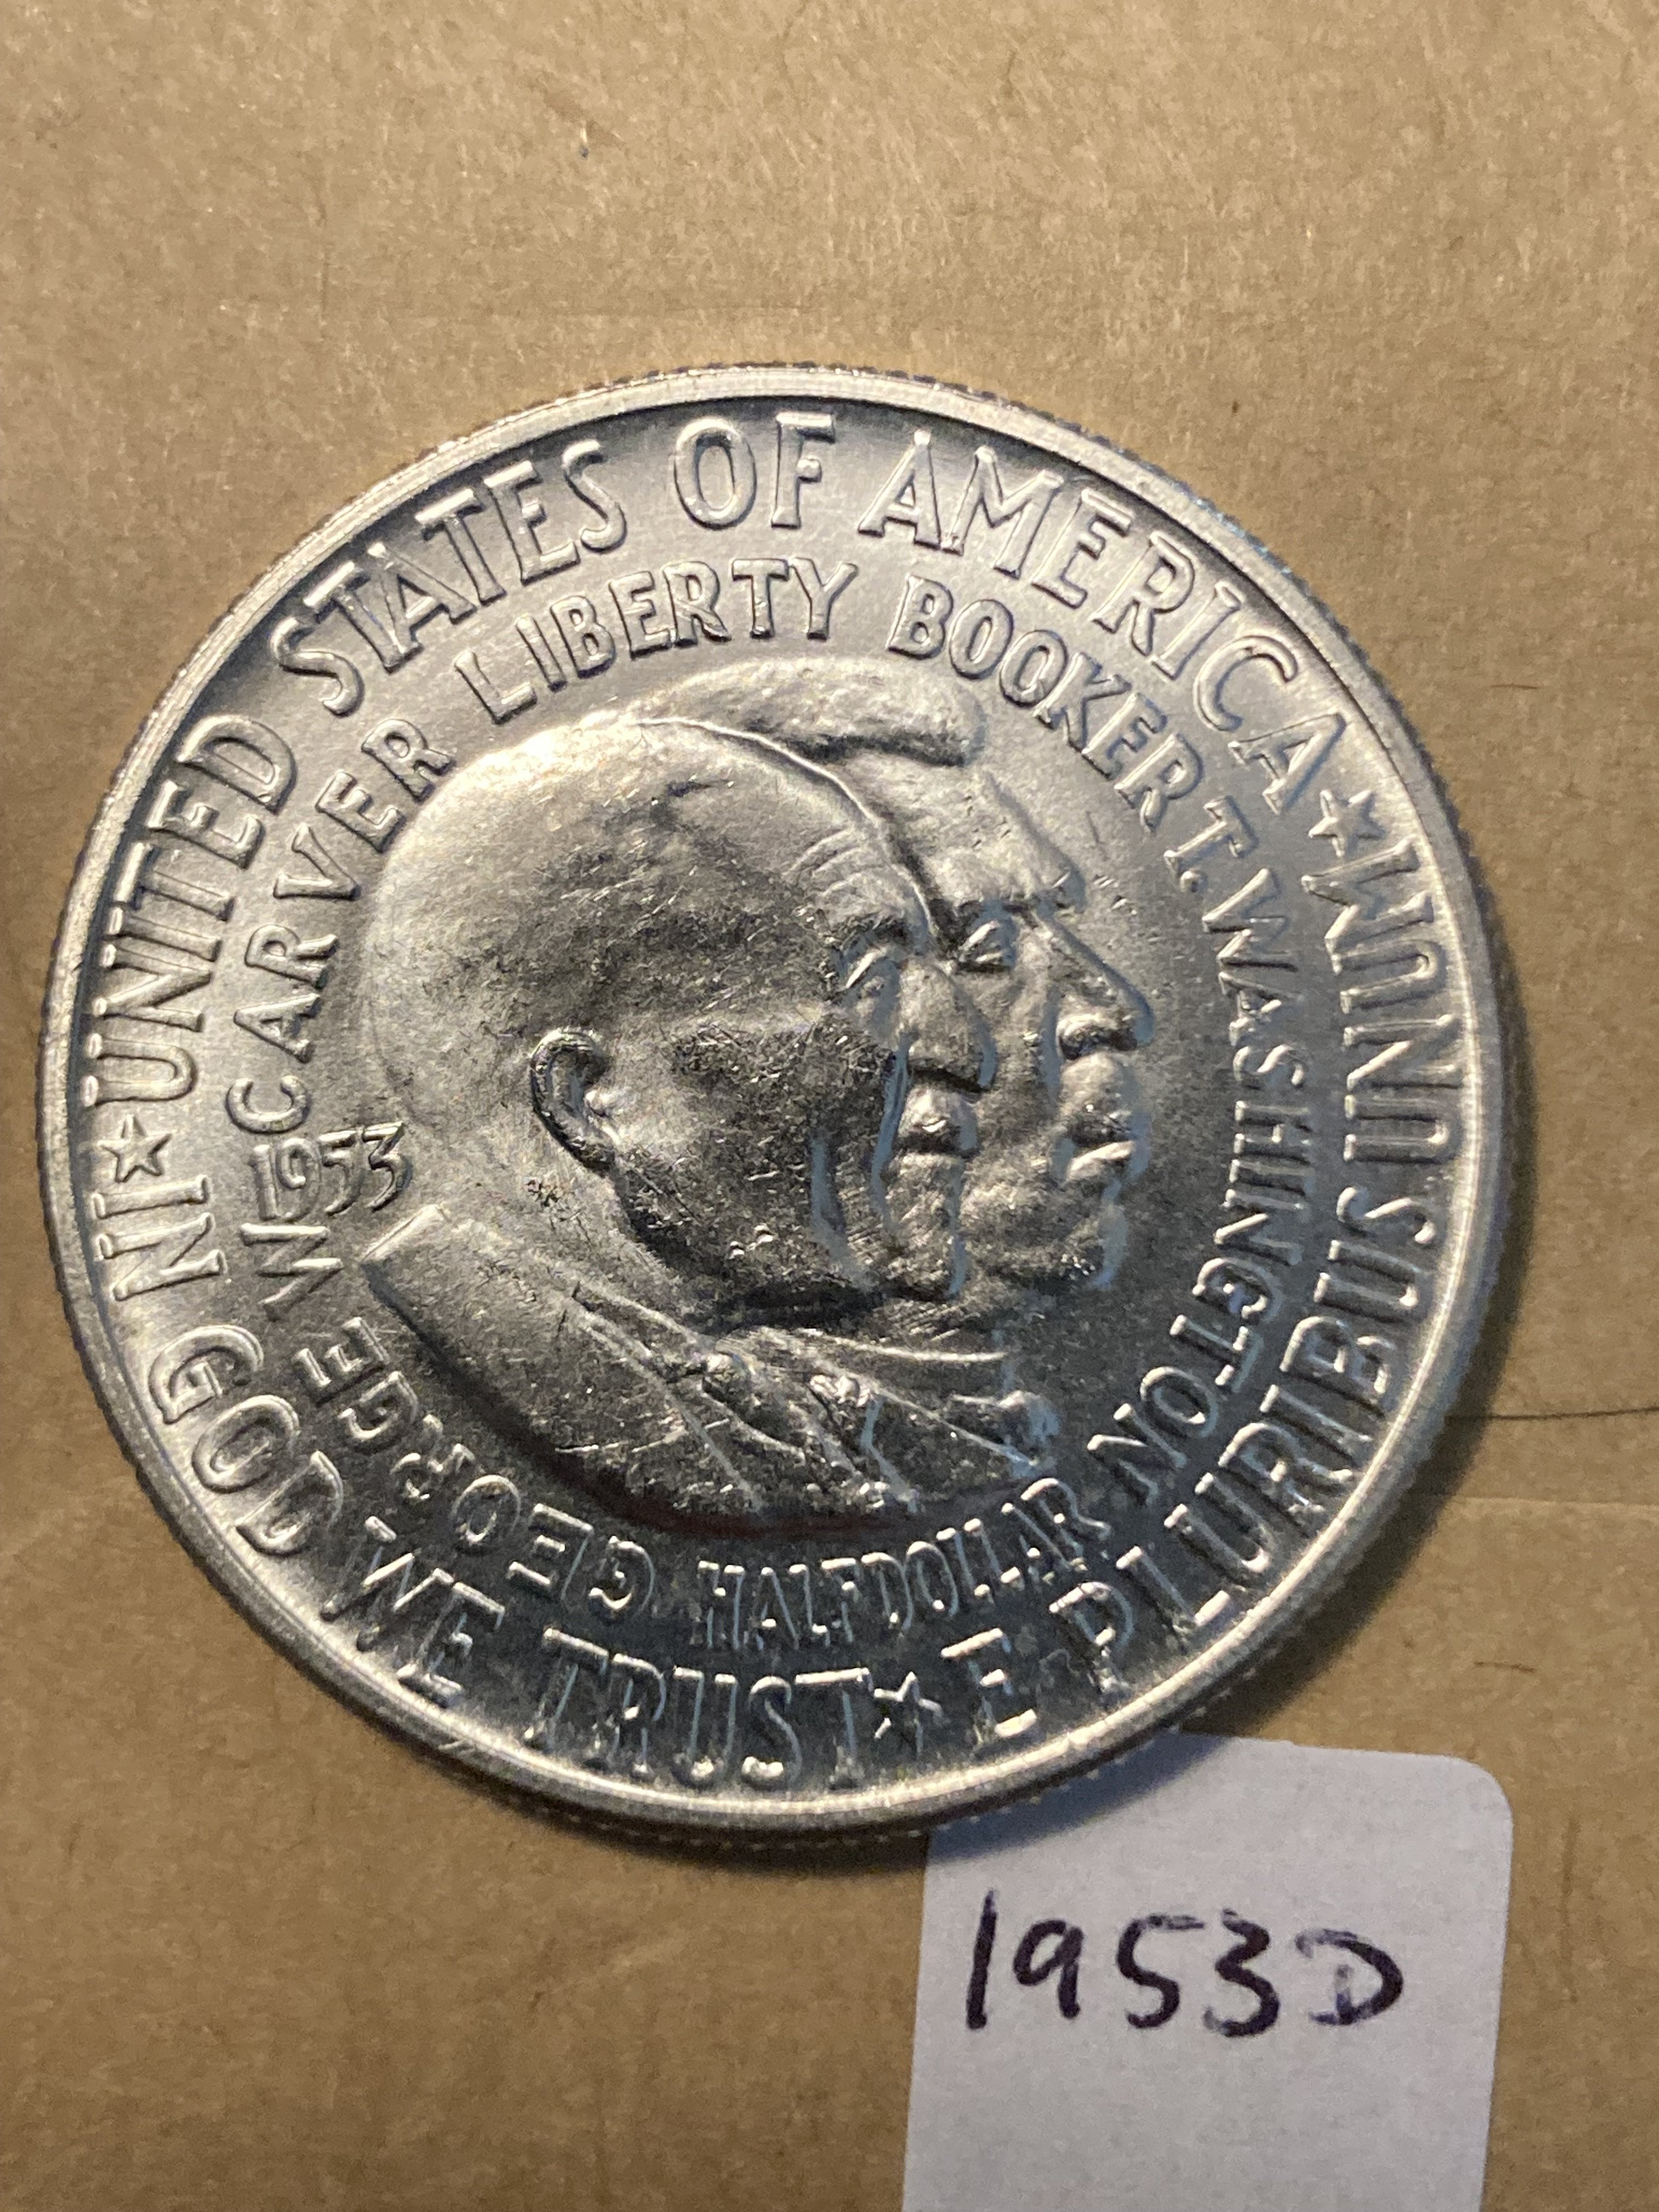 ★ UNITED STATES OF AMERICA ★
E·PLURIBUS UNUM
★ IN GOD WE TRUST ★
GEORGE W CARVER LIBERTY BOOKER T. WASHINGTON
1953
HALF DOLLAR
1953D